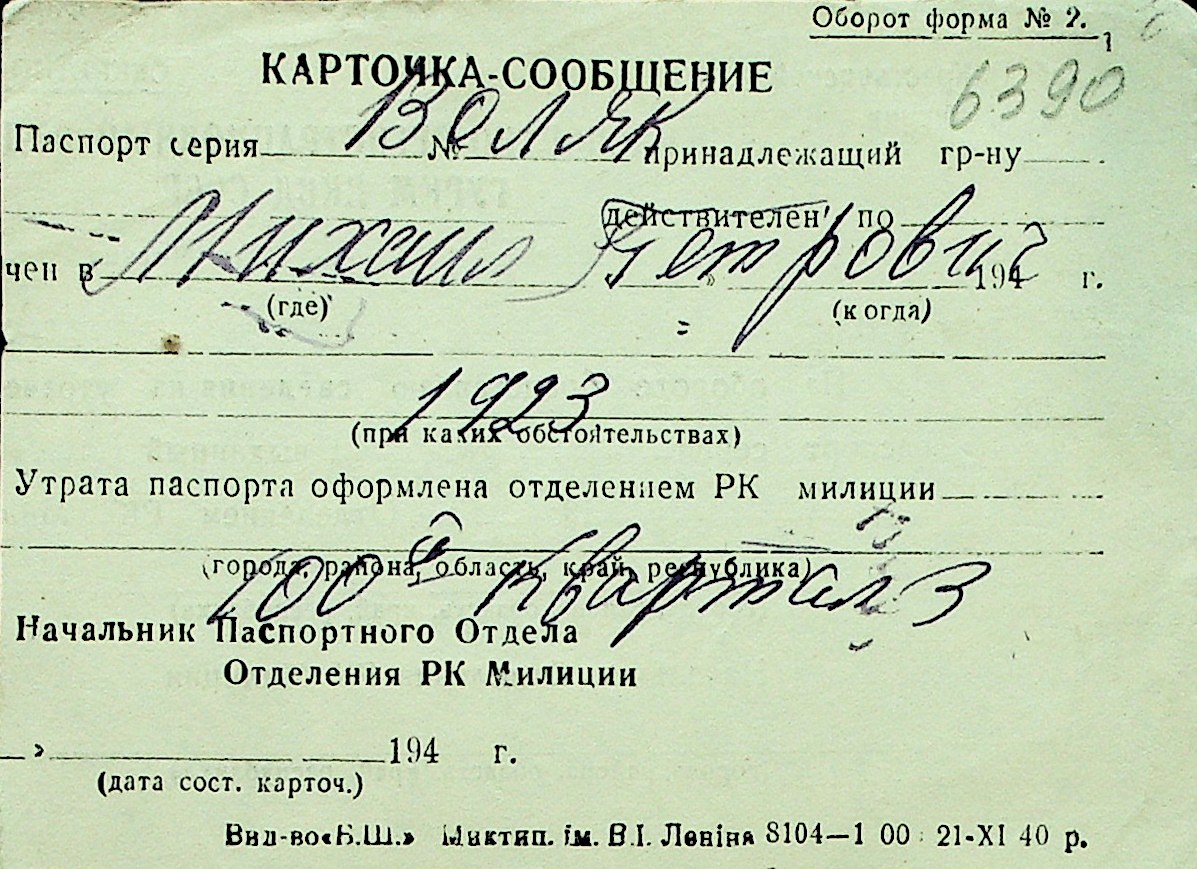 Оборот форма № 2.
6390
КАРТОЧКА-СООБЩЕНИЕ
Воляк
Паспорт серия № принадлежащий гр-ну
действителен по
Михаил Петрович
чен в 194 г.
(где) (когда)
1923
(при каких обстоятельствах)
Утрата паспорта оформлена отделением РК милиции
(города, района, область, край, республика)
квартал 3
Начальник Паспортного Отдела
Отделения РК Милиции
» 194 г.
(дата сост. карточ.)
Вид-во «Б.Ш.» Миктип. ім. В.І. Леніна 8104—1 00 21-XI 40 р.